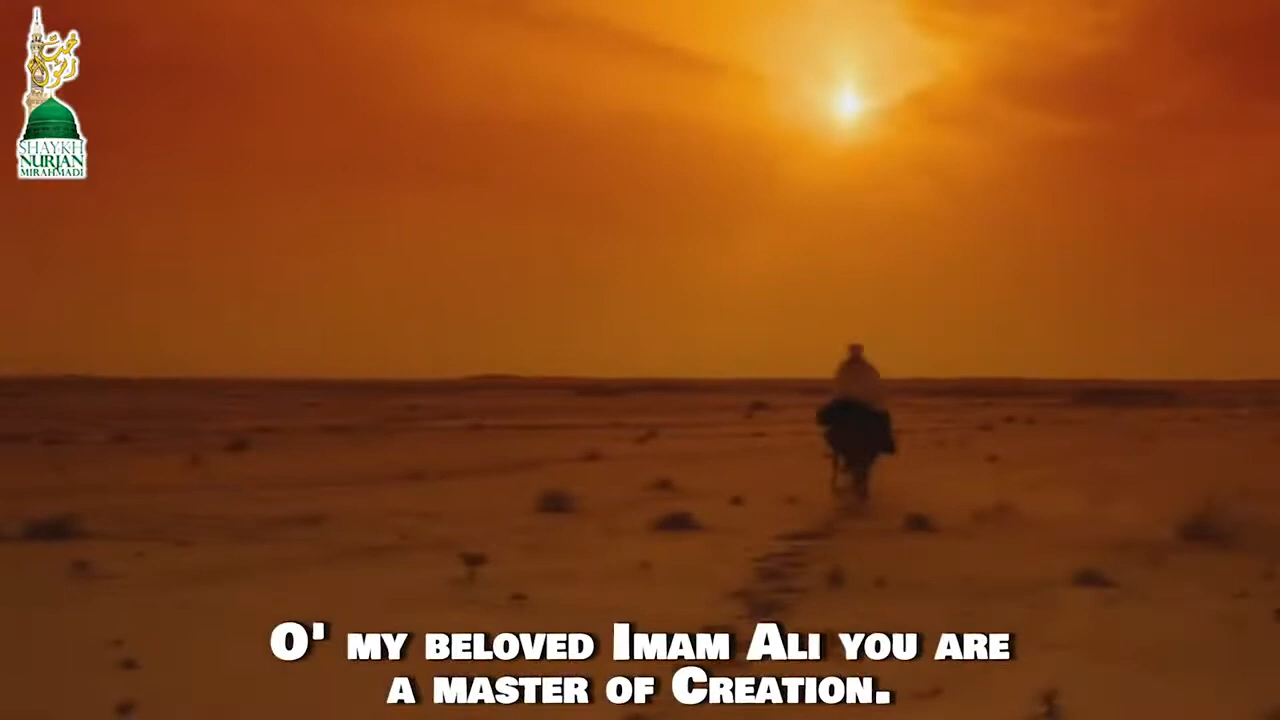 SHAYKH
NURJAN
MIRAHMADI
O' MY BELOVED IMAM ALI YOU ARE
A MASTER OF CREATION.